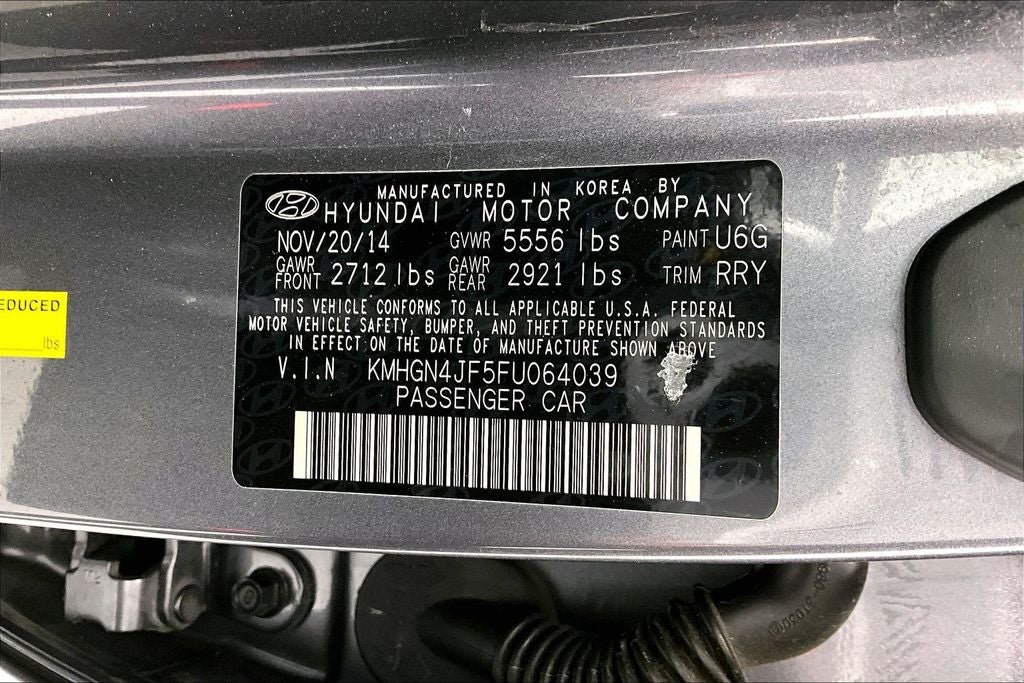 MANUFACTURED IN KOREA BY
HYUNDAI MOTOR COMPANY
NOV/20/14 GVWR 5556 lbs PAINT U6G
GAWR FRONT 2712 lbs GAWR REAR 2921 lbs TRIM RRY
THIS VEHICLE CONFORMS TO ALL APPLICABLE U.S.A. FEDERAL
MOTOR VEHICLE SAFETY, BUMPER, AND THEFT PREVENTION STANDARDS
IN EFFECT ON THE DATE OF MANUFACTURE SHOWN ABOVE
V.I.N KMHGN4JF5FU064039
PASSENGER CAR
EDUCED
lbs